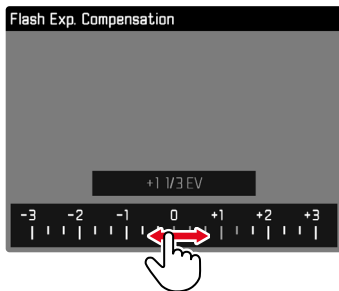 Flash Exp. Compensation
+1 1/3 EV
-3 -2 -1 0 +1 +2 +3